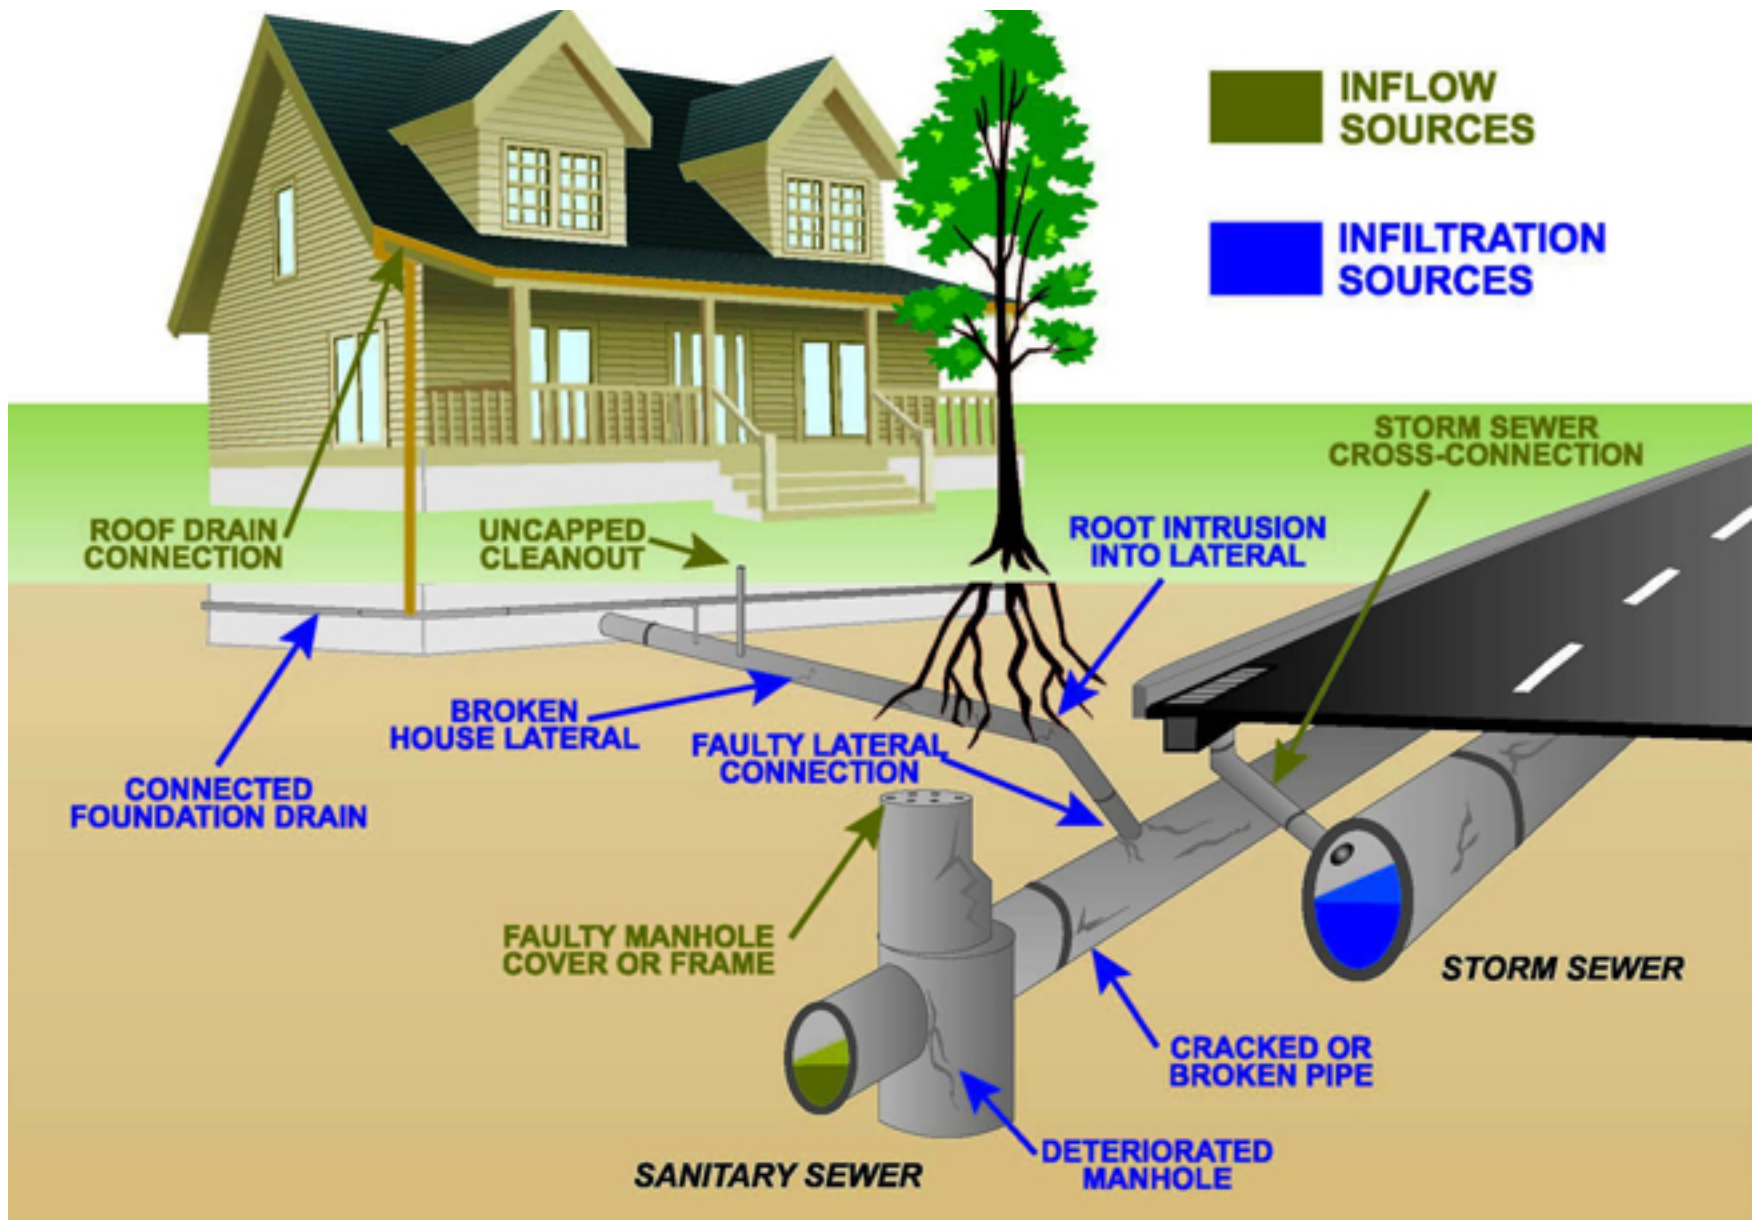 INFLOW
SOURCES
INFILTRATION
SOURCES
STORM SEWER
CROSS-CONNECTION
ROOF DRAIN
CONNECTION
UNCAPPED
CLEANOUT
ROOT INTRUSION
INTO LATERAL
BROKEN
HOUSE LATERAL
FAULTY LATERAL
CONNECTION
CONNECTED
FOUNDATION DRAIN
FAULTY MANHOLE
COVER OR FRAME
STORM SEWER
CRACKED OR
BROKEN PIPE
DETERIORATED
MANHOLE
SANITARY SEWER